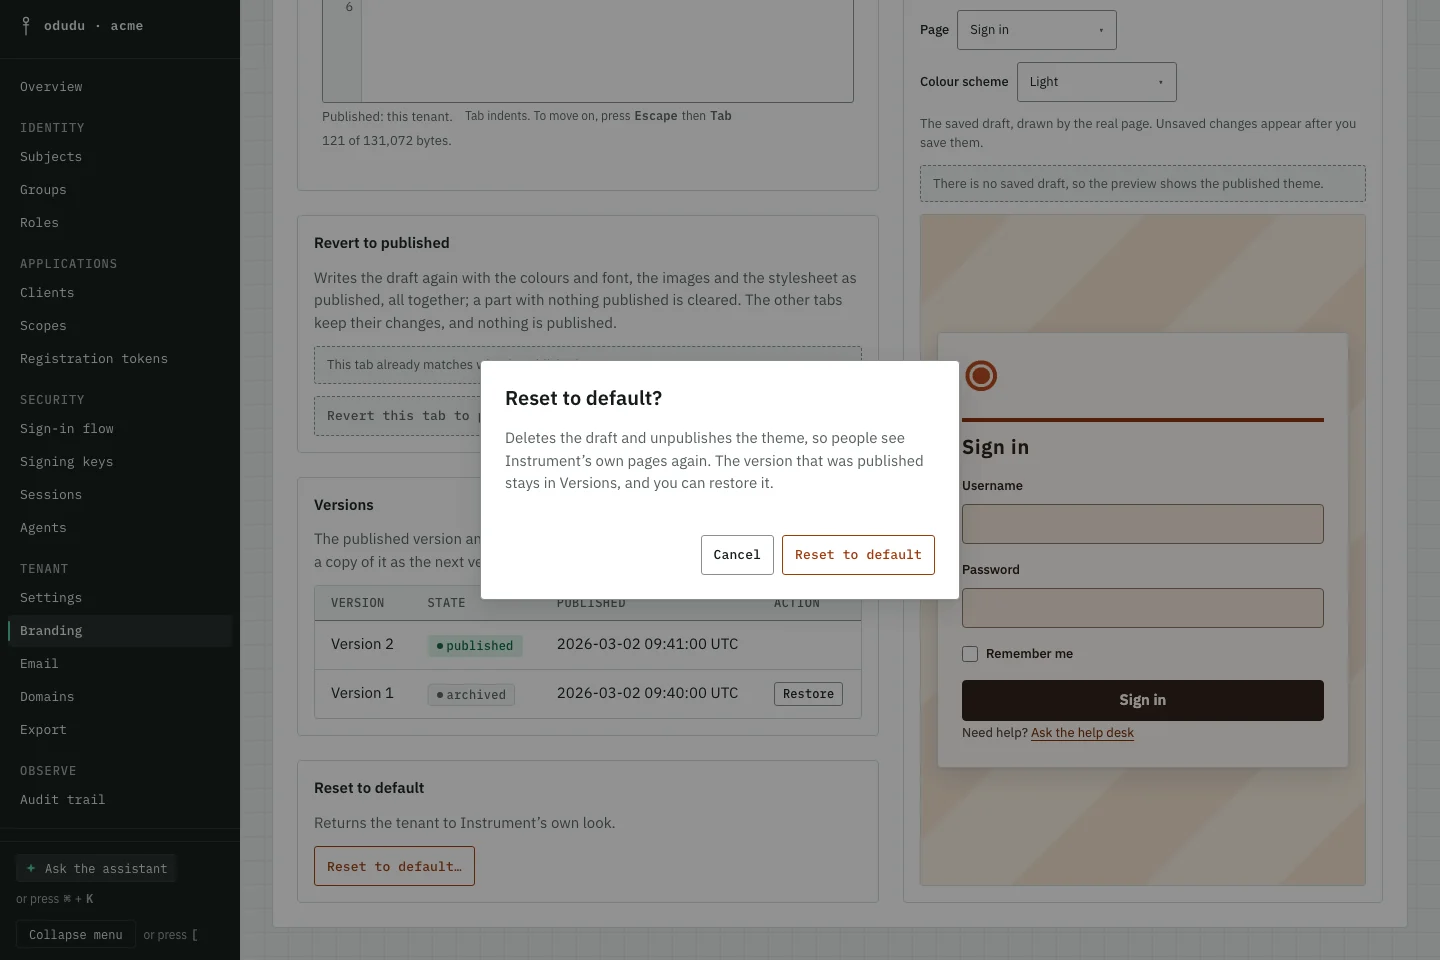 odudu · acme
Overview
IDENTITY
Subjects
Groups
Roles
APPLICATIONS
Clients
Scopes
Registration tokens
SECURITY
Sign-in flow
Signing keys
Sessions
Agents
TENANT
Settings
Branding
Email
Domains
Export
OBSERVE
Audit trail
Ask the assistant
or press ⌘ + K
Collapse menu or press [
6
Published: this tenant. Tab indents. To move on, press Escape then Tab
121 of 131,072 bytes.
Revert to published
Writes the draft again with the colours and font, the images and the stylesheet as
published, all together; a part with nothing published is cleared. The other tabs
keep their changes, and nothing is published.
This tab already matches
Revert this tab to
Versions
The published version
a copy of it as the next
VERSION STATE PUBLISHED ACTION
Version 2 published 2026-03-02 09:41:00 UTC
Version 1 archived 2026-03-02 09:40:00 UTC Restore
Reset to default
Returns the tenant to Instrument’s own look.
Reset to default…
Reset to default?
Deletes the draft and unpublishes the theme, so people see
Instrument’s own pages again. The version that was published
stays in Versions, and you can restore it.
Cancel Reset to default
Page Sign in
Colour scheme Light
The saved draft, drawn by the real page. Unsaved changes appear after you
save them.
There is no saved draft, so the preview shows the published theme.
Sign in
Username
Password
Remember me
Sign in
Need help? Ask the help desk